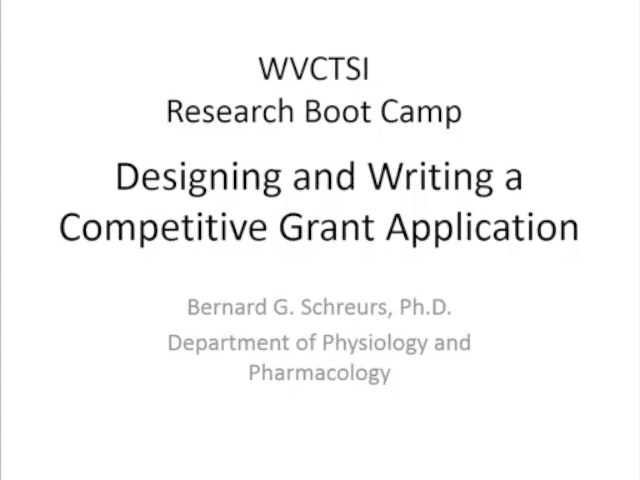 WVCTSI
Research Boot Camp
Designing and Writing a
Competitive Grant Application
Bernard G. Schreurs, Ph.D.
Department of Physiology and
Pharmacology